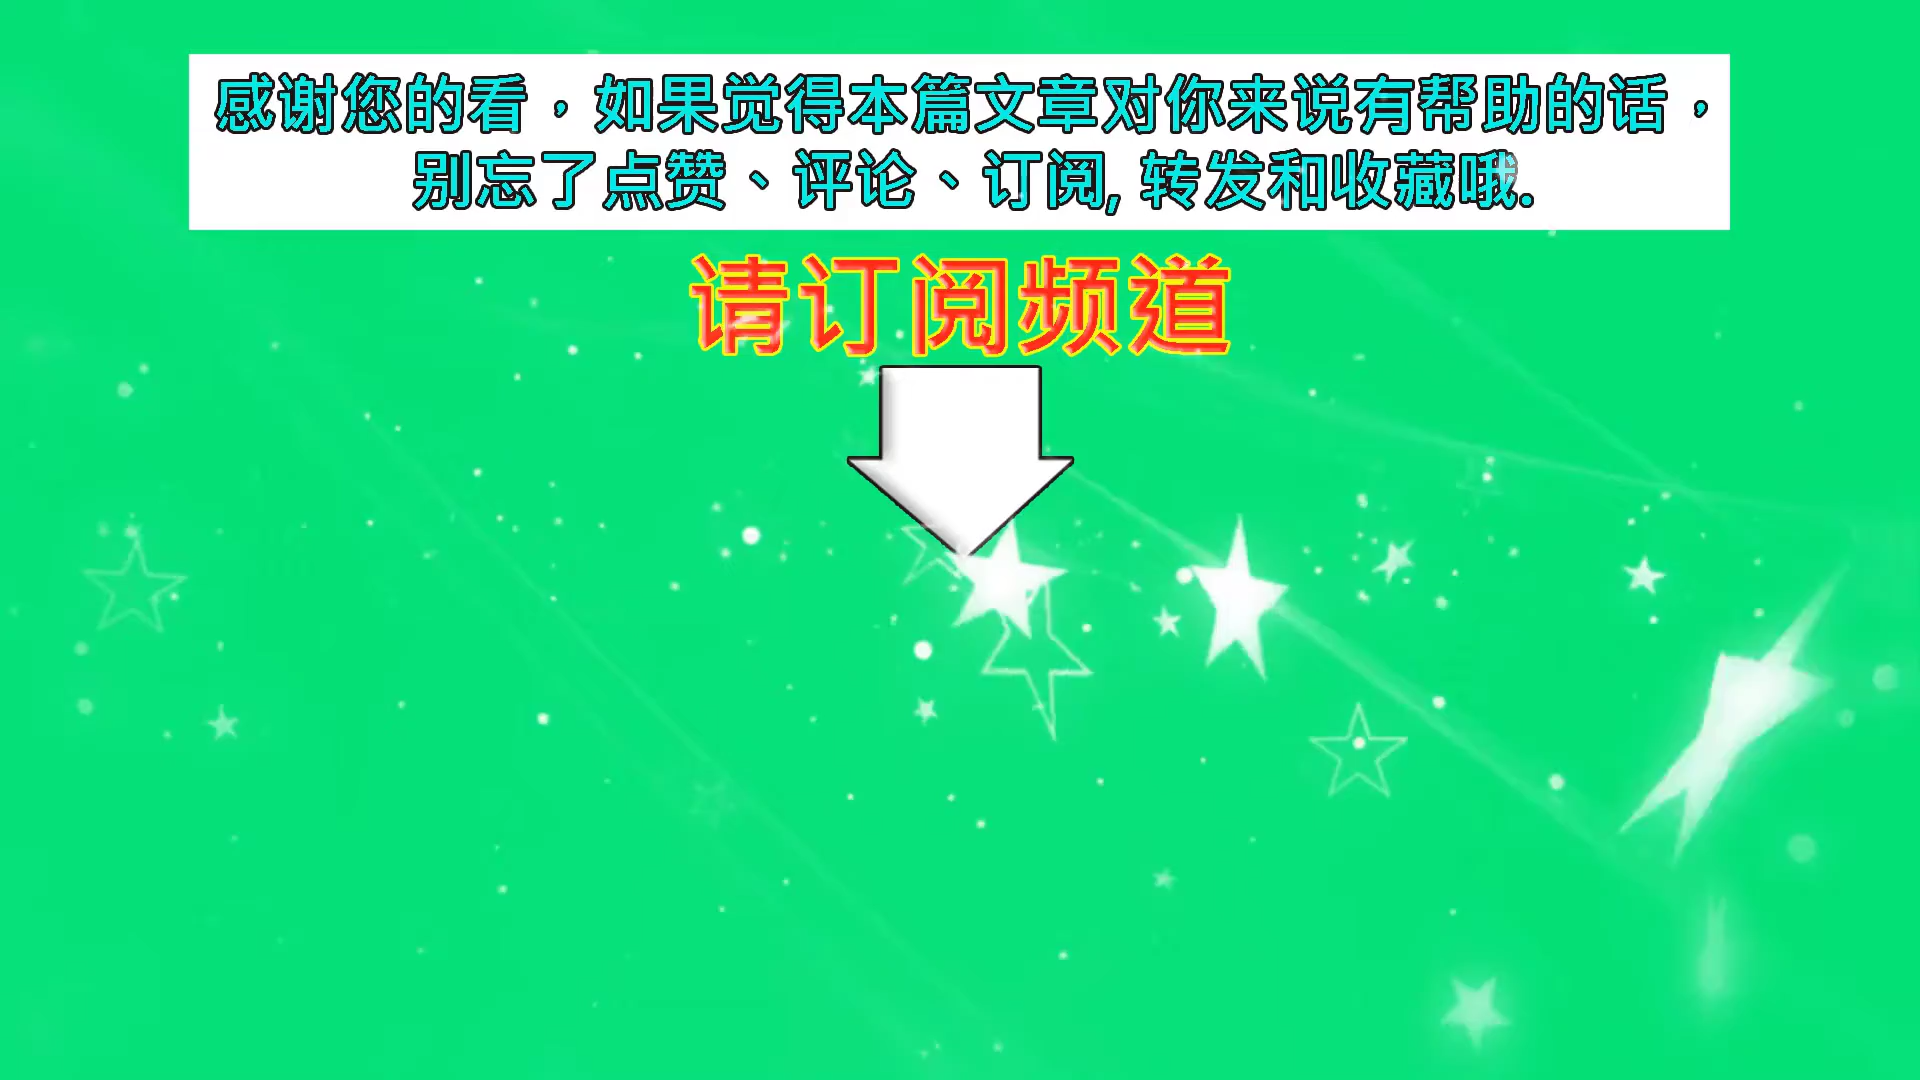 感谢您的看，如果觉得本篇文章对你来说有帮助的话，
别忘了点赞、评论、订阅, 转发和收藏哦.
请订阅频道